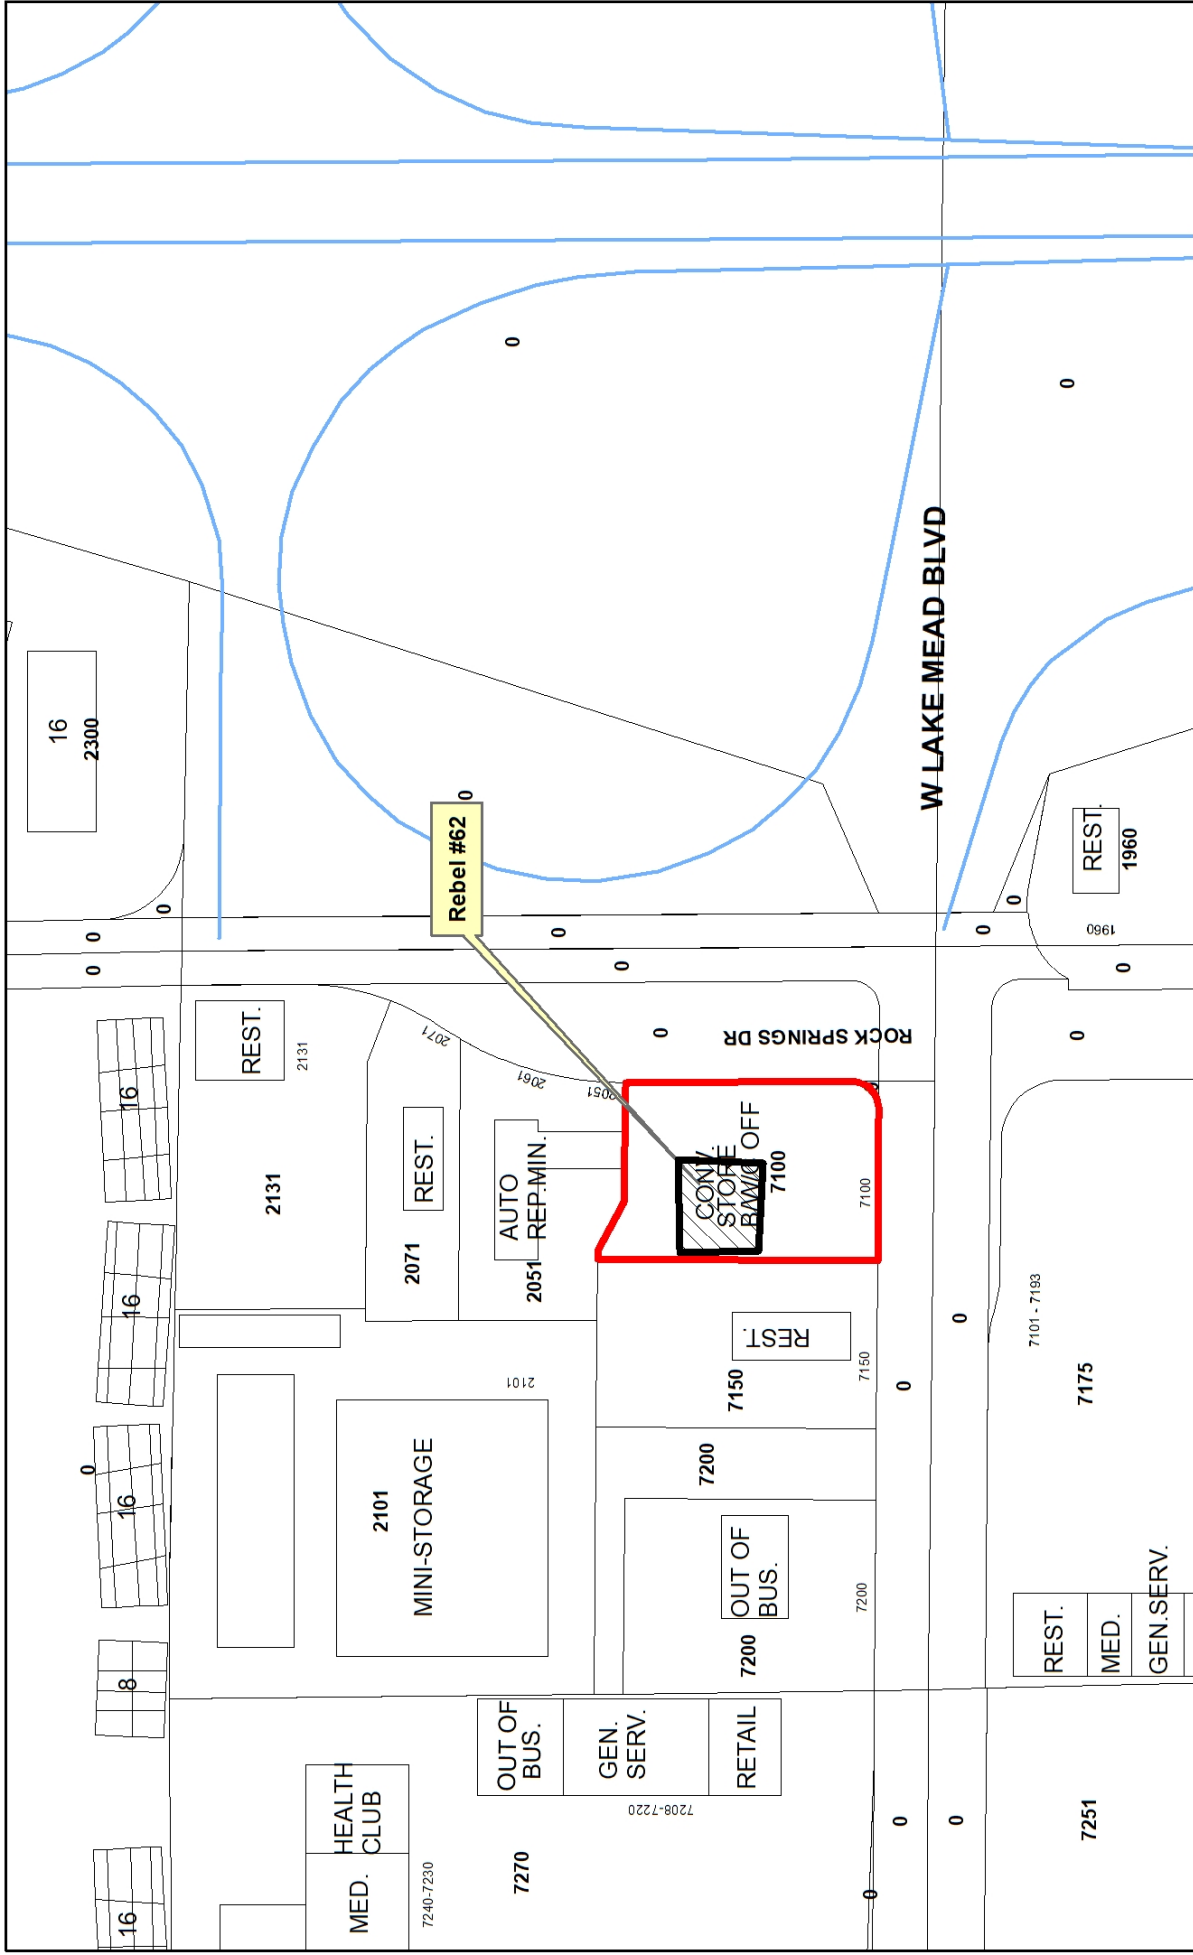 16
2300
0
0
0
16
8
16
16
16
0
REST.
2131
2131
HEALTH
CLUB
MED.
7240-7230
2101
MINI-STORAGE
2101
2071
REST.
2071
Rebel #62
0
0
OUT OF
BUS.
7270
AUTO
REP.MIN.
2051
2061
2051
0
GEN.
SERV.
7208-7220
0
0
7200
CONV.
STORE
OFF
7100
ROCK SPRINGS DR
RETAIL
OUT OF
BUS.
7200
7150
REST.
7200
7150
7100
0
0
0
0
W LAKE MEAD BLVD
0
0
0
0
7101 - 7193
REST.
0
0
7251
7175
REST.
1960
1960
MED.
0
GEN.SERV.